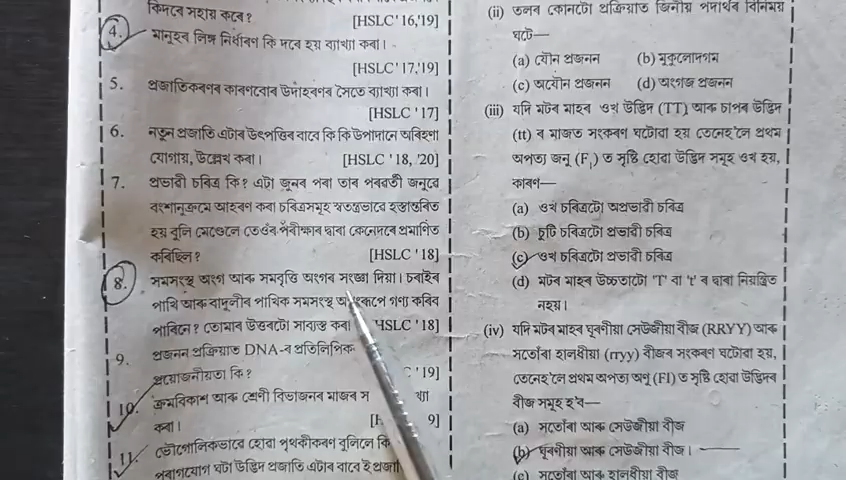 কিদৰে সহায় কৰে?
[HSLC' 16,'19]
4. মানুহৰ লিঙ্গ নিৰ্ধাৰণ কি দৰে হয় ব্যাখ্যা কৰা।
[HSLC '17,'19]
5. প্ৰজাতিকৰণৰ কাৰণবোৰ উদাহৰণৰ সৈতে ব্যাখ্যা কৰা।
[HSLC '17]
6. নতুন প্ৰজাতি এটাৰ উৎপত্তিৰ বাবে কি কি উপাদানে অৰিহণা
যোগায়, উল্লেখ কৰা। [HSLC '18, '20]
7. প্ৰভাৱী চৰিত্ৰ কি? এটা জনুৰ পৰা তাৰ পৰৱৰ্তী জনুৱে
বংশানুক্ৰমে আহৰণ কৰা চৰিত্ৰসমূহ স্বতন্ত্ৰভাৱে হস্তান্তৰিত
হয় বুলি মেণ্ডেলে তেওঁৰ পৰীক্ষাৰ দ্বাৰা কেনেদৰে প্ৰমাণিত
কৰিছিল? [HSLC '18]
8. সমসংস্থ অংগ আৰু সমবৃত্তি অংগৰ সংজ্ঞা দিয়া। চৰাইৰ
পাখি আৰু বাদুলীৰ পাখিক সমসংস্থ ৰূপে গণ্য কৰিব
পাৰিনে? তোমাৰ উত্তৰটো সাব্যস্ত কৰা HSLC '18]
9. প্ৰজনন প্ৰক্ৰিয়াত DNA-ৰ প্ৰতিলিপিক
প্ৰয়োজনীয়তা কি? '19]
10. ক্ৰমবিকাশ আৰু শ্ৰেণী বিভাজনৰ মাজৰ স
কৰা। 9]
11. ভৌগোলিকভাৱে হোৱা পৃথকীকৰণ বুলিলে কি
পৰাগযোগ ঘটা উদ্ভিদ প্ৰজাতি এটাৰ বাবে ই প্ৰজা
(ii) তলৰ কোনটো প্ৰক্ৰিয়াত জিনীয় পদাৰ্থৰ বিনিময়
ঘটে—
(a) যৌন প্ৰজনন (b) মুকুলোদগম
(c) অযৌন প্ৰজনন (d) অংগজ প্ৰজনন
(iii) যদি মটৰ মাহৰ ওখ উদ্ভিদ (TT) আৰু চাপৰ উদ্ভিদ
(tt) ৰ মাজত সংকৰণ ঘটোৱা হয় তেনেহ'লে প্ৰথম
অপত্য জনু (F₁) ত সৃষ্টি হোৱা উদ্ভিদ সমূহ ওখ হয়,
কাৰণ—
(a) ওখ চৰিত্ৰটো অপ্ৰভাৱী চৰিত্ৰ
(b) চুটি চৰিত্ৰটো প্ৰভাৱী চৰিত্ৰ
(c) ওখ চৰিত্ৰটো প্ৰভাৱী চৰিত্ৰ
(d) মটৰ মাহৰ উচ্চতাটো 'T' বা 't' ৰ দ্বাৰা নিয়ন্ত্ৰিত
নহয়।
(iv) যদি মটৰ মাহৰ ঘূৰণীয়া সেউজীয়া বীজ (RRYY) আৰু
সতোঁৰা হালধীয়া (rryy) বীজৰ সংকৰণ ঘটোৱা হয়,
তেনেহ'লে প্ৰথম অপত্য অণু (FI) ত সৃষ্টি হোৱা উদ্ভিদৰ
বীজ সমূহ হ'ব—
(a) সতোঁৰা আৰু সেউজীয়া বীজ
(b) ঘূৰণীয়া আৰু সেউজীয়া বীজ।
(c) সতোঁৰা আৰু হালধীয়া বীজ